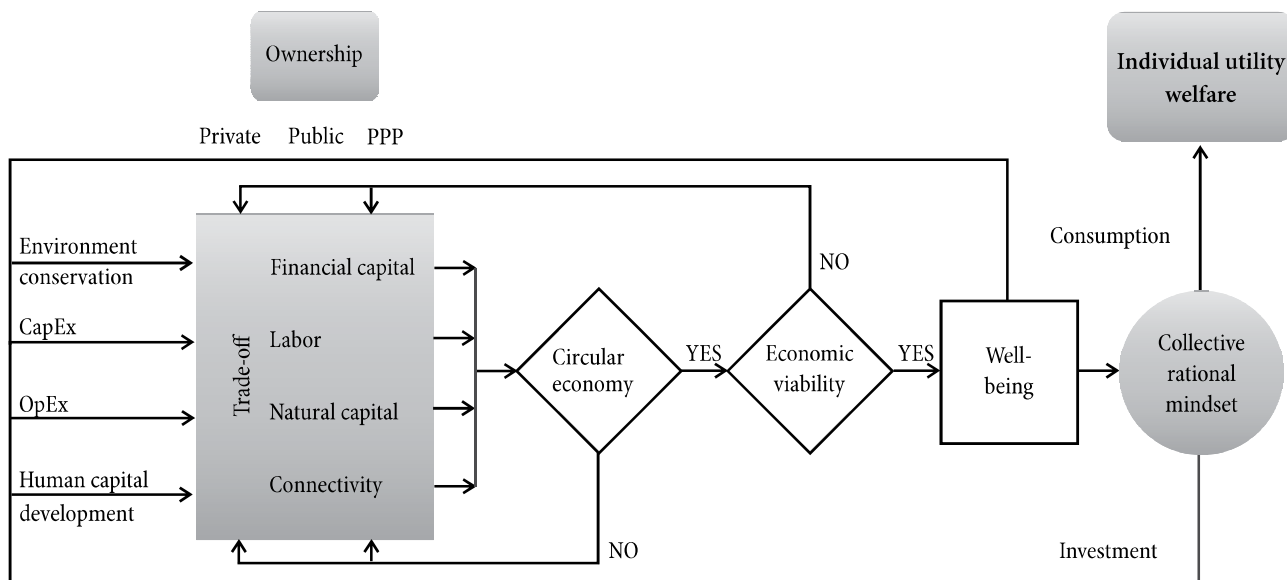 Ownership
Individual utility
welfare
Private Public PPP
Consumption
Environment
conservation
CapEx
OpEx
Human capital
development
Trade-off
Financial capital
Labor
Natural capital
Connectivity
Circular
economy
YES
NO
Economic
viability
NO
YES
Well-
being
Collective
rational
mindset
Investment